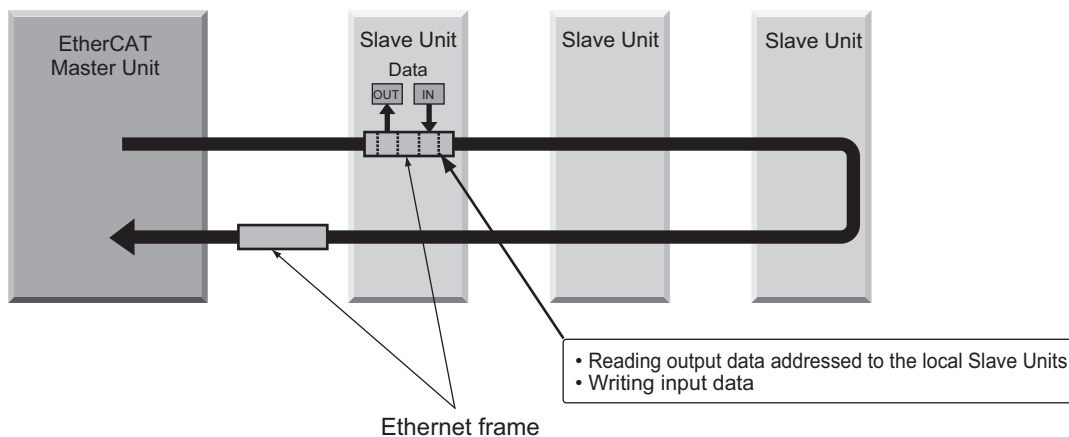 EtherCAT
Master Unit
Slave Unit
Data
OUT
IN
Slave Unit
Slave Unit
• Reading output data addressed to the local Slave Units
• Writing input data
Ethernet frame